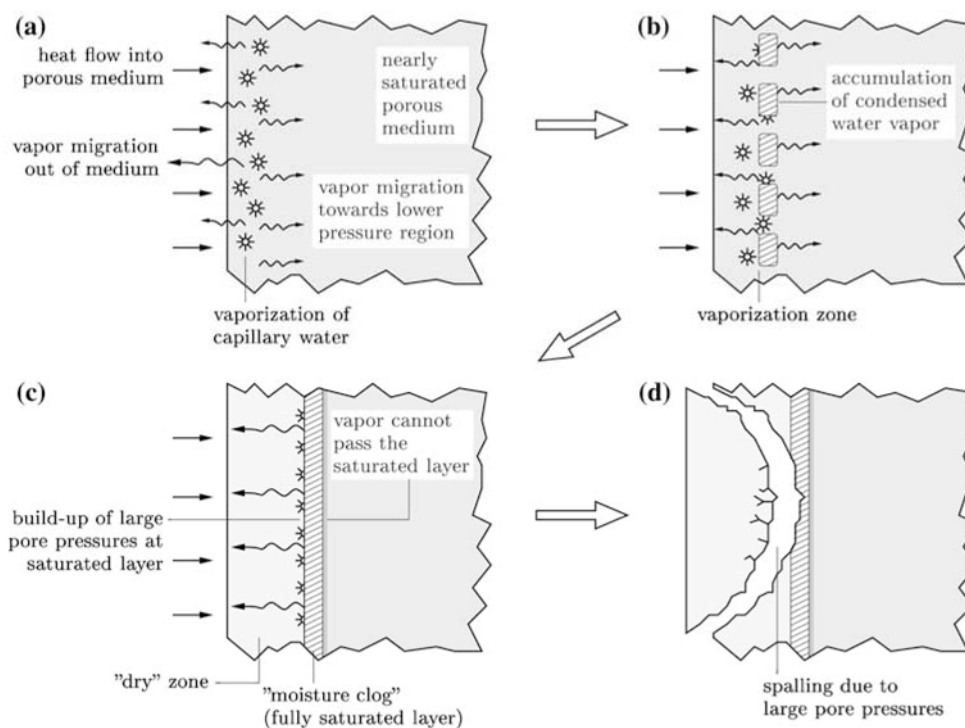 (a)
heat flow into
porous medium
vapor migration
out of medium
nearly
saturated
porous
medium
vapor migration
towards lower
pressure region
vaporization of
capillary water
(b)
accumulation
of condensed
water vapor
vaporization zone
(c)
build-up of large
pore pressures at
saturated layer
vapor cannot
pass the
saturated layer
"dry" zone
"moisture clog"
(fully saturated layer)
(d)
spalling due to
large pore pressures